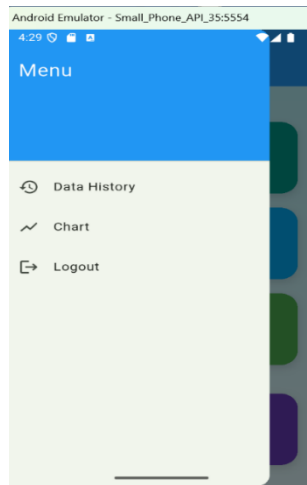 Android Emulator - Small_Phone_API_35:5554
4:29
Menu
Data History
Chart
Logout